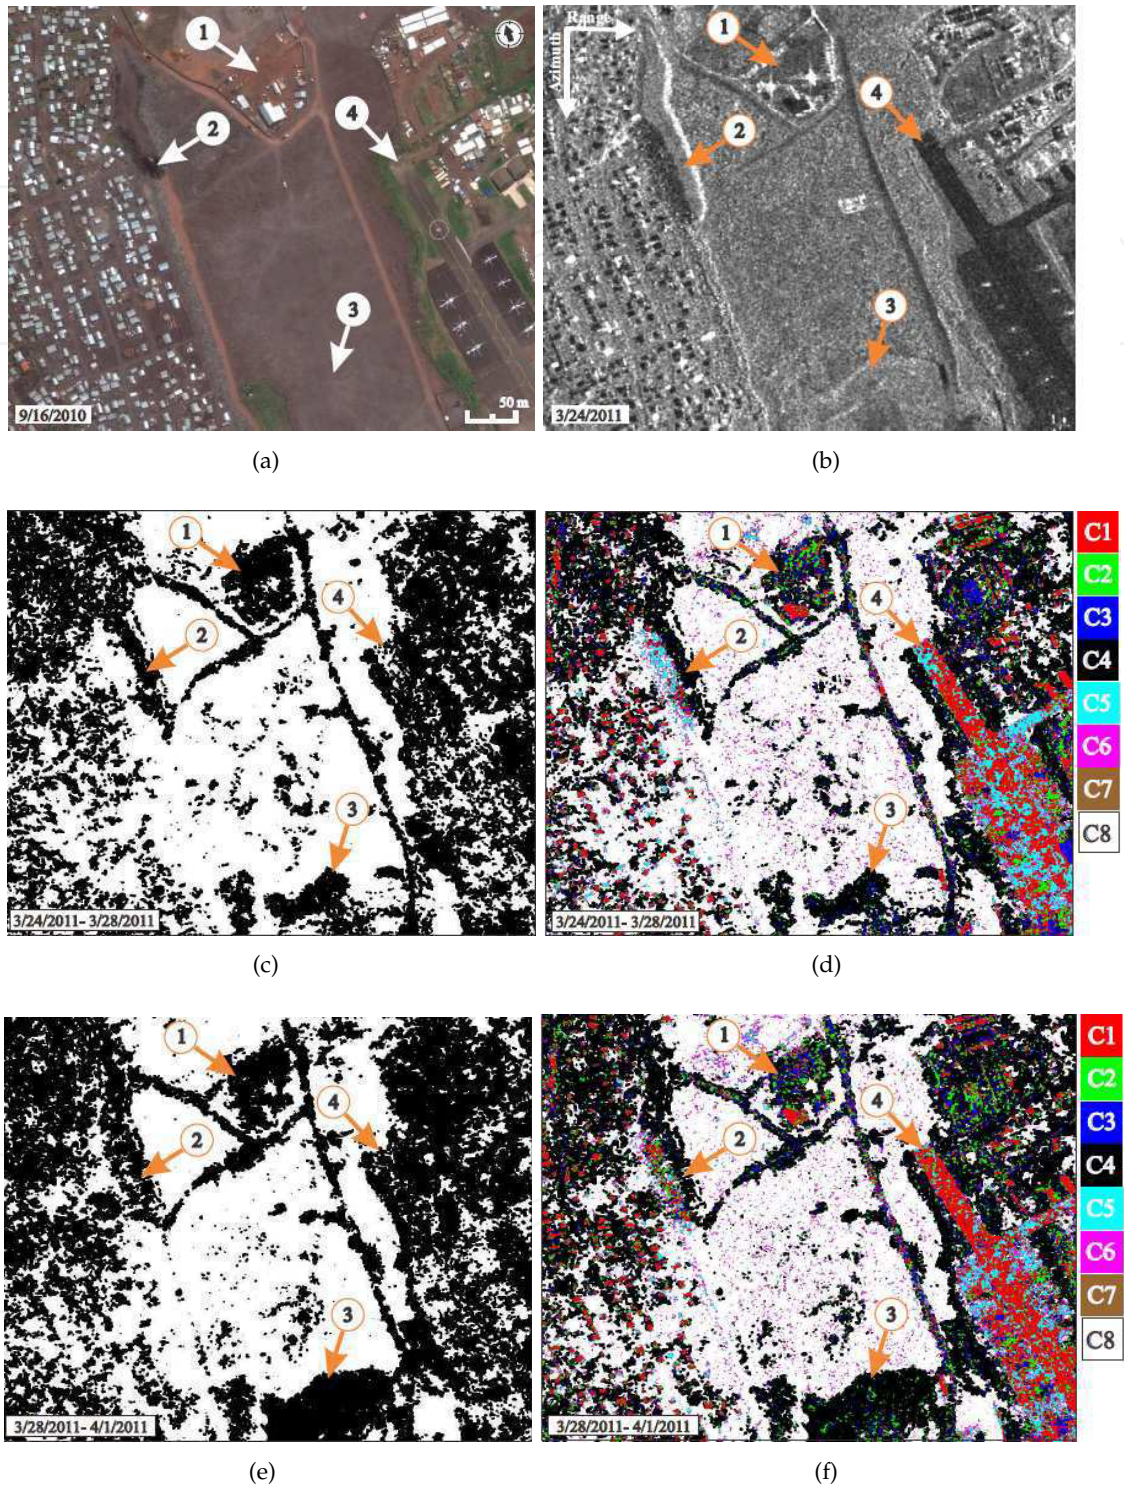 1
2
3
4
9/16/2010
50 m
(a)
Range
Azimuth
1
2
3
4
3/24/2011
(b)
1
2
3
4
3/24/2011- 3/28/2011
(c)
1
2
3
4
3/24/2011- 3/28/2011
C1
C2
C3
C4
C5
C6
C7
C8
(d)
1
2
3
4
3/28/2011- 4/1/2011
(e)
1
2
3
4
3/28/2011- 4/1/2011
C1
C2
C3
C4
C5
C6
C7
C8
(f)